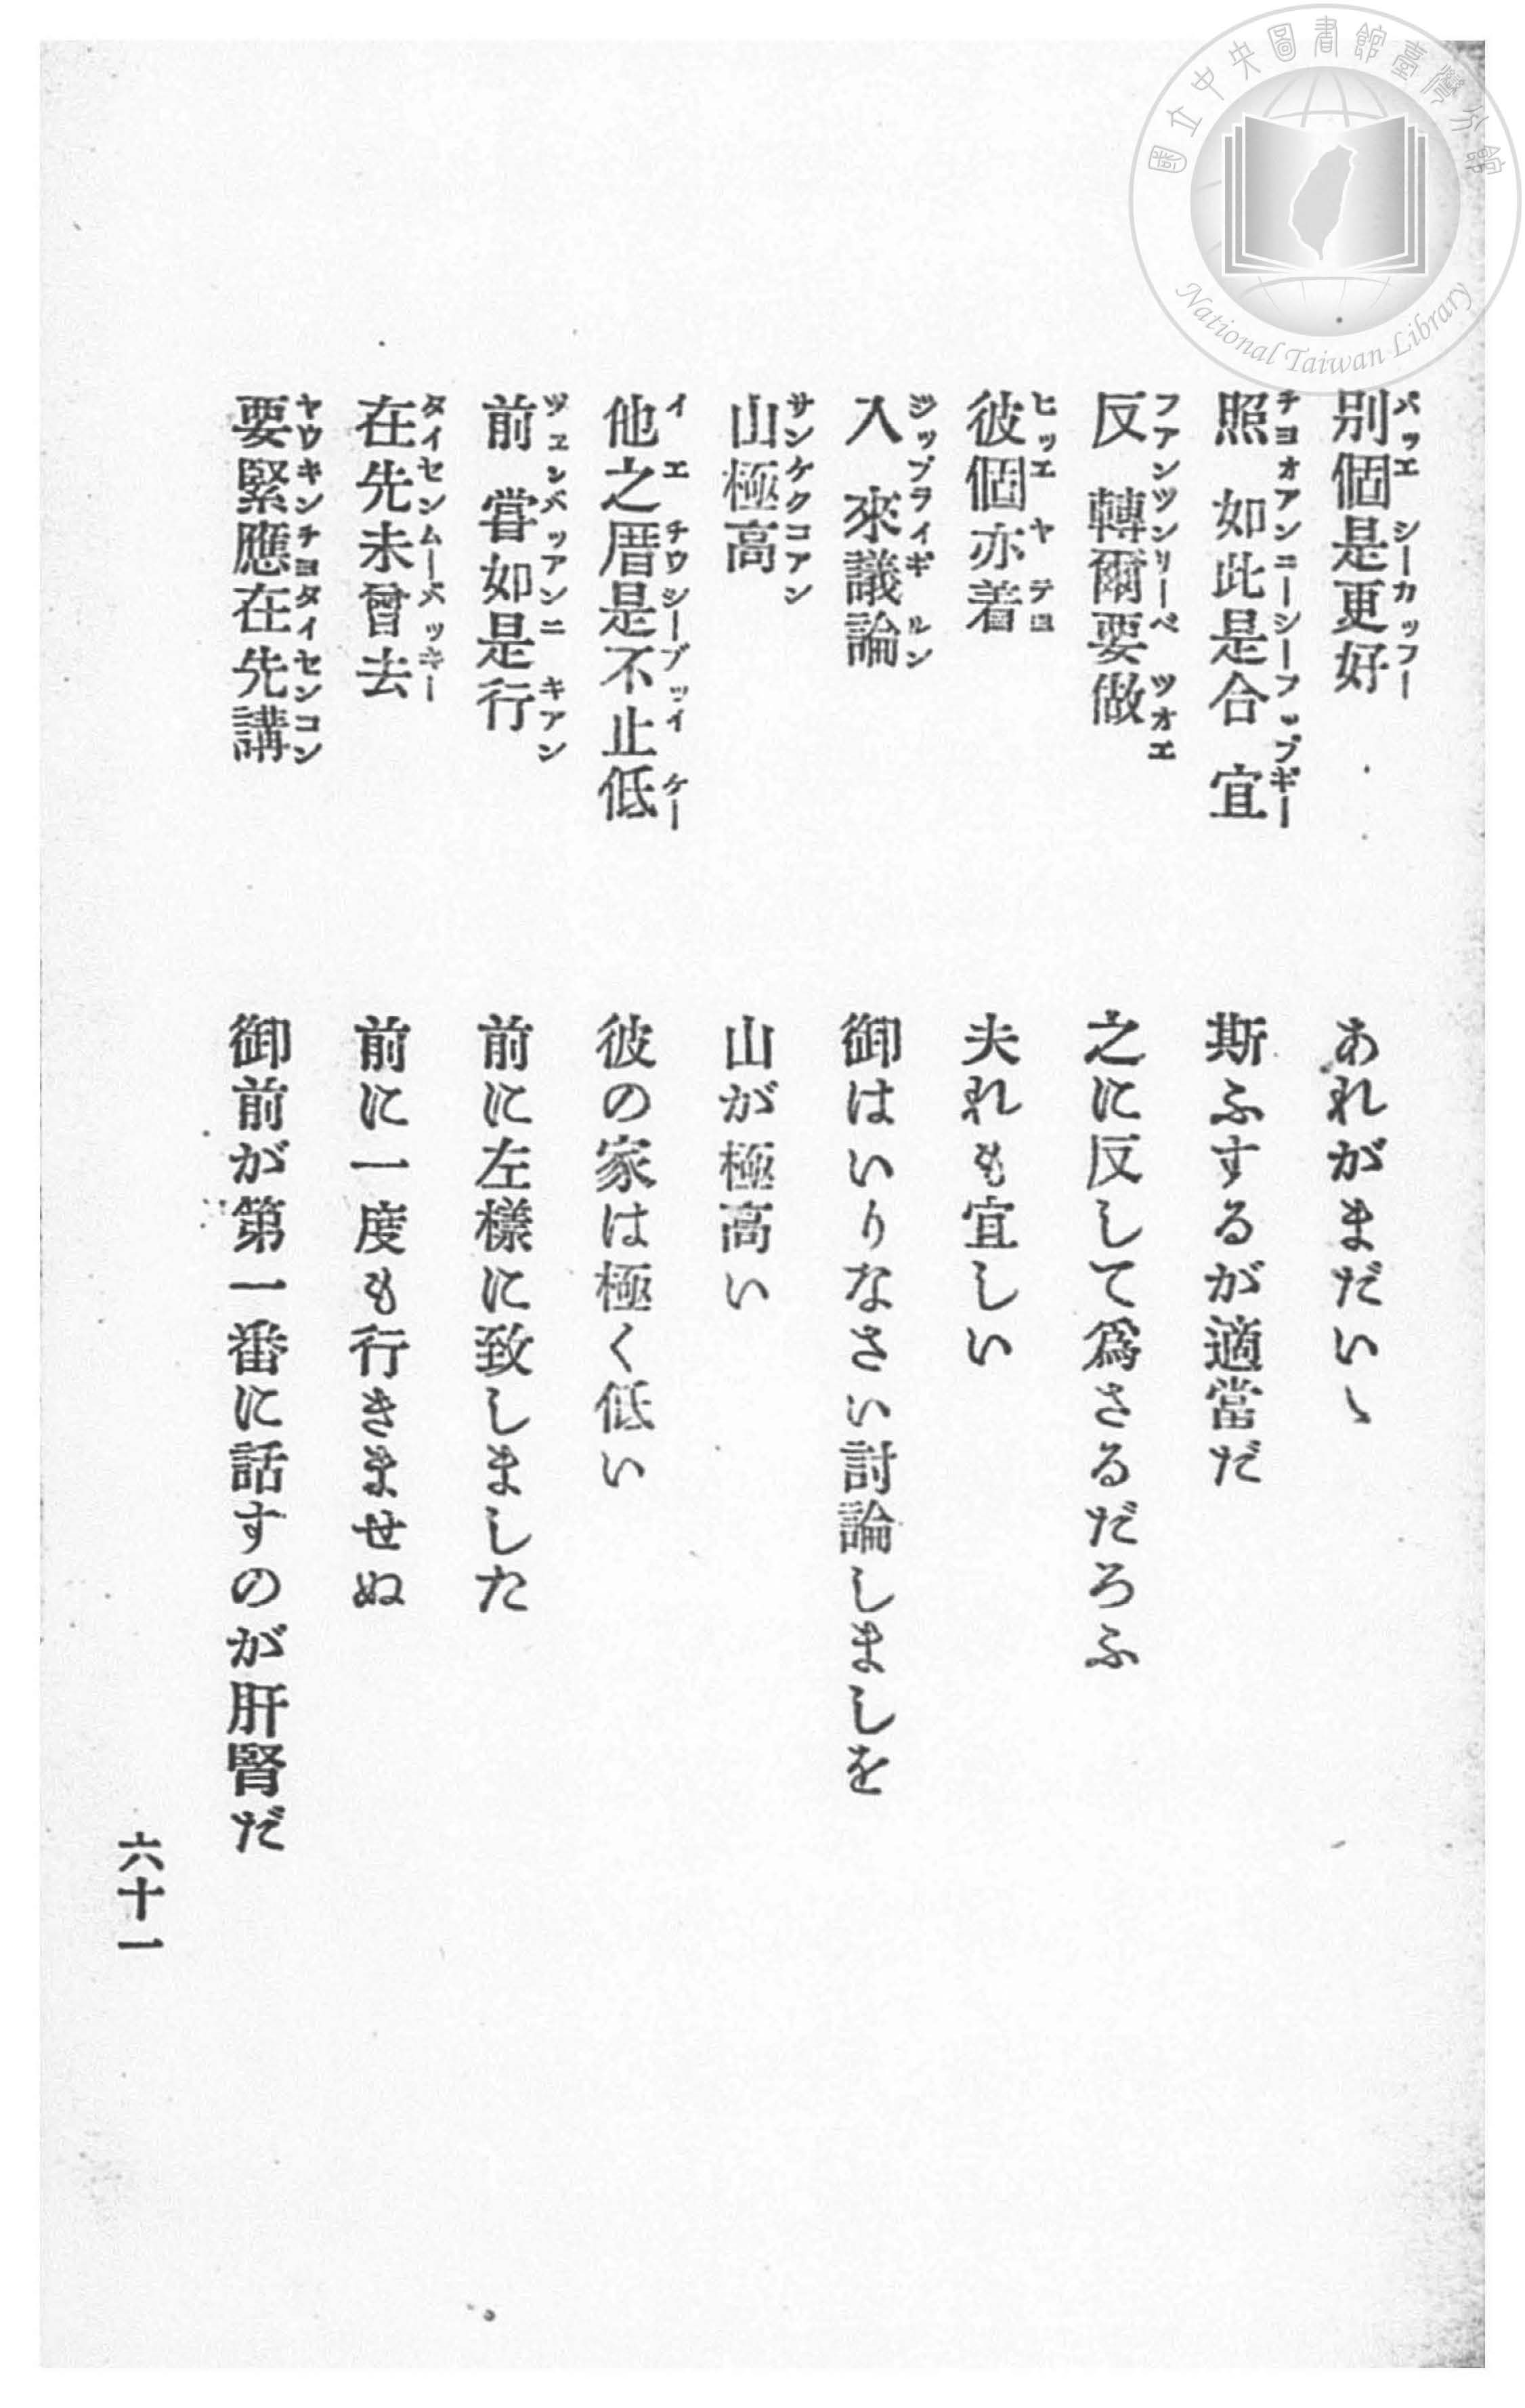 國立中央圖書館臺灣分館
National Taiwan Library
別個是更好
パッエ シーカッフー
あれがまだいゝ
照如此是合宜
チヨオアンニーシーフップギー
斯ふするが適當だ
反轉爾要做
フアンツンリーベ ツオエ
之に反して爲さるだろふ
彼個亦着
ヒッエ ヤ テヨ
夫れも宜しい
入來議論
ジップライギ ルン
御はいりなさい討論しましを
山極高
サンケクコアン
山が極高い
他之厝是不止低
イ エ チウシーブッイ ケー
彼の家は極く低い
前甞如是行
ツエンベッアンニ キアン
前に左樣に致しました
在先未曾去
タイセンムーベッキー
前に一度も行きませぬ
要緊應在先講
ヤウキンチヨタイセンコン
御前が第一番に話すのが肝腎だ
六十一